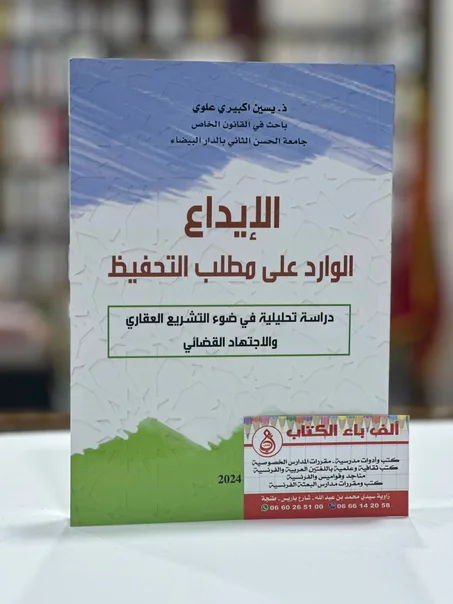 ذ. يسين اكبيري علوي
باحث في القانون الخاص
جامعة الحسن الثاني بالدار البيضاء
الإيداع
الوارد على مطلب التحفيظ
دراسة تحليلية في ضوء التشريع العقاري
والاجتهاد القضائي
2024
ألف باء الكتاب
كتب وأدوات مدرسية - مقررات المدارس الخصوصية
كتب ثقافية وعلمية باللغتين العربية والفرنسية
مناجد وقواميس والفرنسية
كتب ومقررات مدارس البعثة الفرنسية
زاوية سيدي محمد بن عبد الله . شارع باريس . طنجة
06 60 26 51 00 06 66 14 20 58